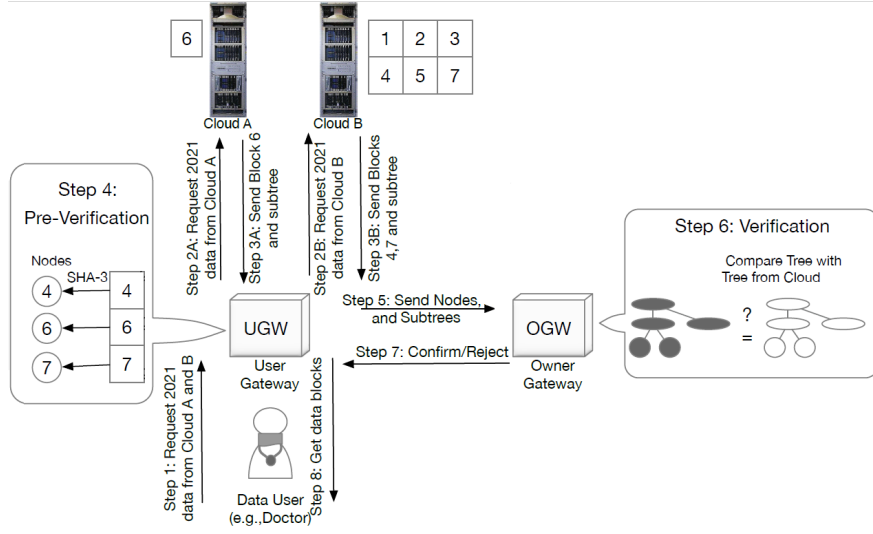 6
1 2 3
4 5 7
Cloud A
Cloud B
Step 2A: Request 2021
data from Cloud A
Step 3A: Send Block 6
and subtree
Step 2B: Request 2021
data from Cloud B
Step 3B: Send Blocks
4,7 and subtree
Step 4:
Pre-Verification
Nodes
SHA-3
4 4
6 6
7 7
UGW
User
Gateway
Step 5: Send Nodes,
and Subtrees
Step 7: Confirm/Reject
OGW
Owner
Gateway
Step 6: Verification
Compare Tree with
Tree from Cloud
?
=
Step 1: Request 2021
data from Cloud A and B
Step 8: Get data blocks
Data User
(e.g.,Doctor)